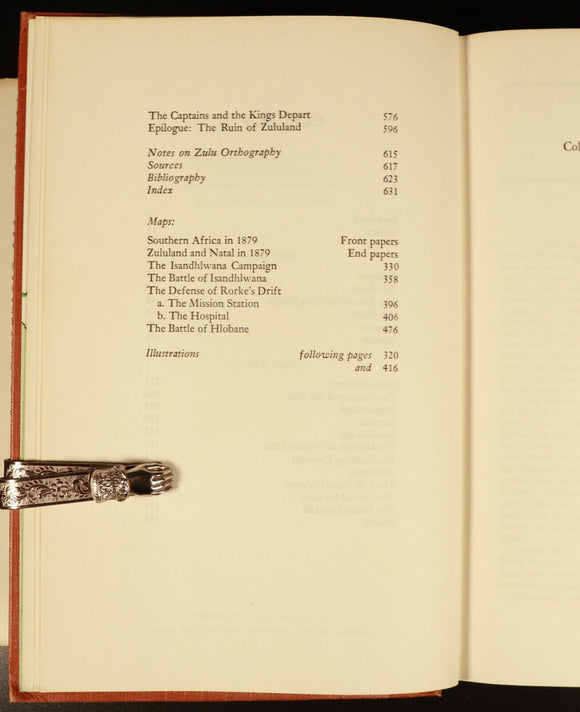 The Captains and the Kings Depart 576
Epilogue: The Ruin of Zululand 596
Notes on Zulu Orthography 615
Sources 617
Bibliography 623
Index 631
Maps:
Southern Africa in 1879 Front papers
Zululand and Natal in 1879 End papers
The Isandhlwana Campaign 330
The Battle of Isandhlwana 358
The Defense of Rorke's Drift
a. The Mission Station 396
b. The Hospital 406
The Battle of Hlobane 476
Illustrations following pages 320
and 416
Col